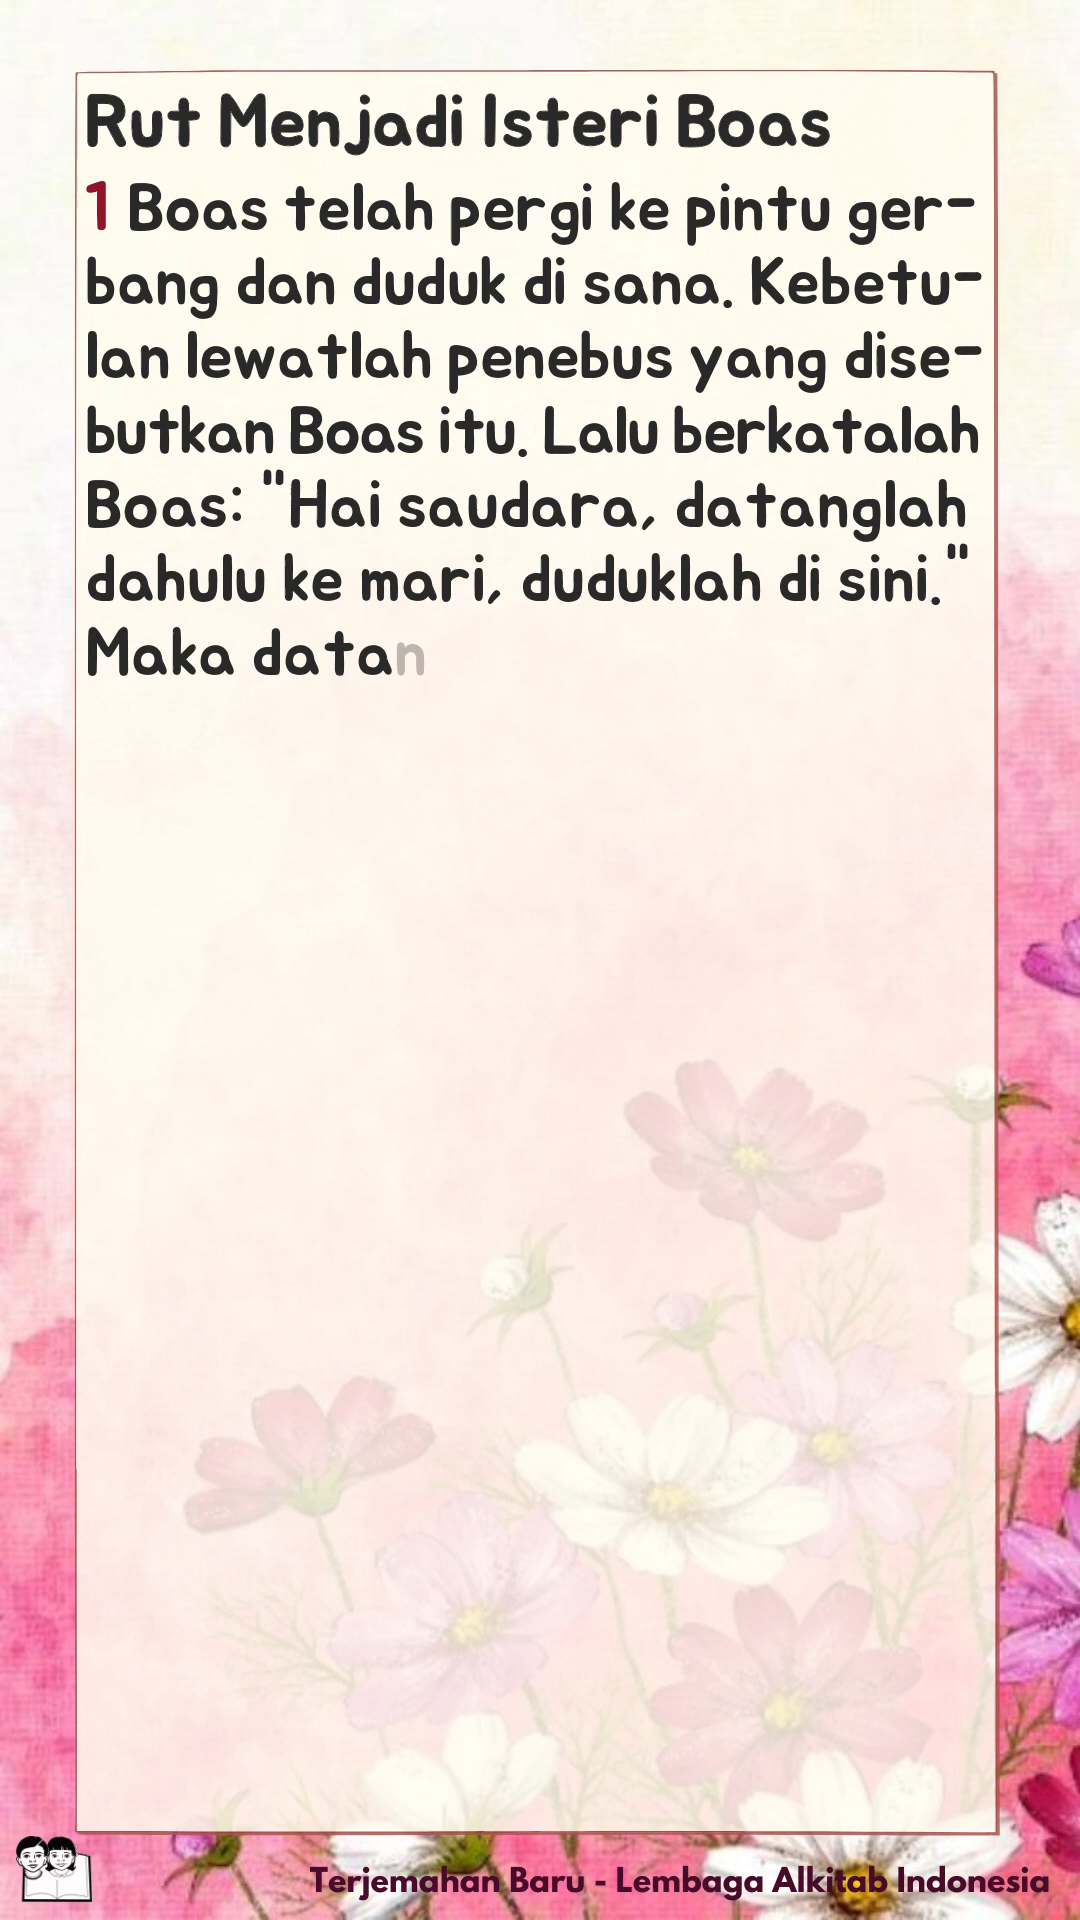 Rut Menjadi Isteri Boas
1 Boas telah pergi ke pintu ger-
bang dan duduk di sana. Kebetu-
lan lewatlah penebus yang dise-
butkan Boas itu. Lalu berkatalah
Boas: "Hai saudara, datanglah
dahulu ke mari, duduklah di sini."
Maka datan
Terjemahan Baru - Lembaga Alkitab Indonesia